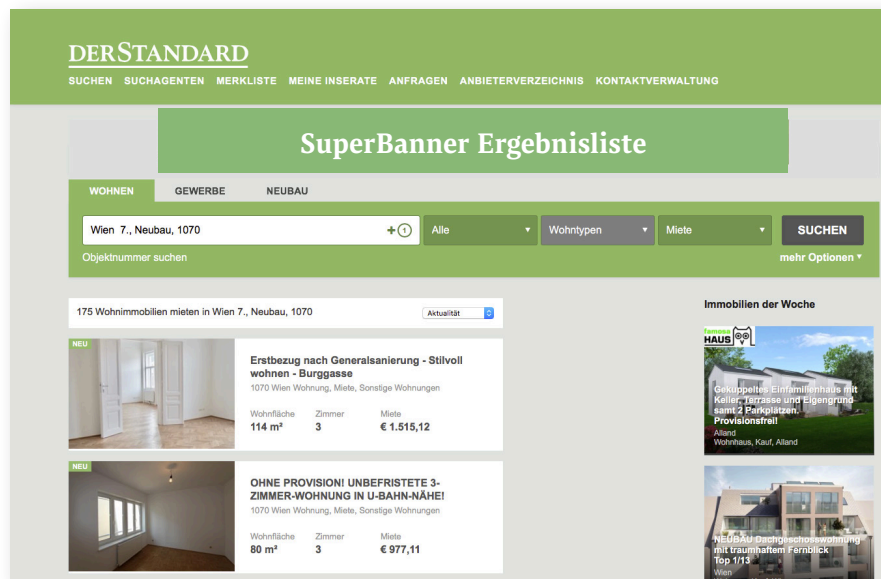 DERSTANDARD
SUCHEN SUCHAGENTEN MERKLISTE MEINE INSERATE ANFRAGEN ANBIETERVERZEICHNIS KONTAKTVERWALTUNG
SuperBanner Ergebnisliste
WOHNEN GEWERBE NEUBAU
Wien 7., Neubau, 1070 +1 Alle Wohntypen Miete SUCHEN
Objektnummer suchen mehr Optionen
175 Wohnimmobilien mieten in Wien 7., Neubau, 1070 Aktualität
NEU
Erstbezug nach Generalsanierung - Stilvoll
wohnen - Burggasse
1070 Wien Wohnung, Miete, Sonstige Wohnungen
Wohnfläche Zimmer Miete
114 m² 3 € 1.515,12
NEU
OHNE PROVISION! UNBEFRISTETE 3-
ZIMMER-WOHNUNG IN U-BAHN-NÄHE!
1070 Wien Wohnung, Miete, Sonstige Wohnungen
Wohnfläche Zimmer Miete
80 m² 3 € 977,11
Immobilien der Woche
famosa
HAUS
Gekuppeltes Einfamilienhaus mit
Keller, Terrasse und Eigengrund
samt 2 Parkplätzen.
Provisionsfrei!
Alland
Wohnhaus, Kauf, Alland
NEUBAU Dachgeschosswohnung
mit traumhaftem Fernblick
Top 1/13
Wien